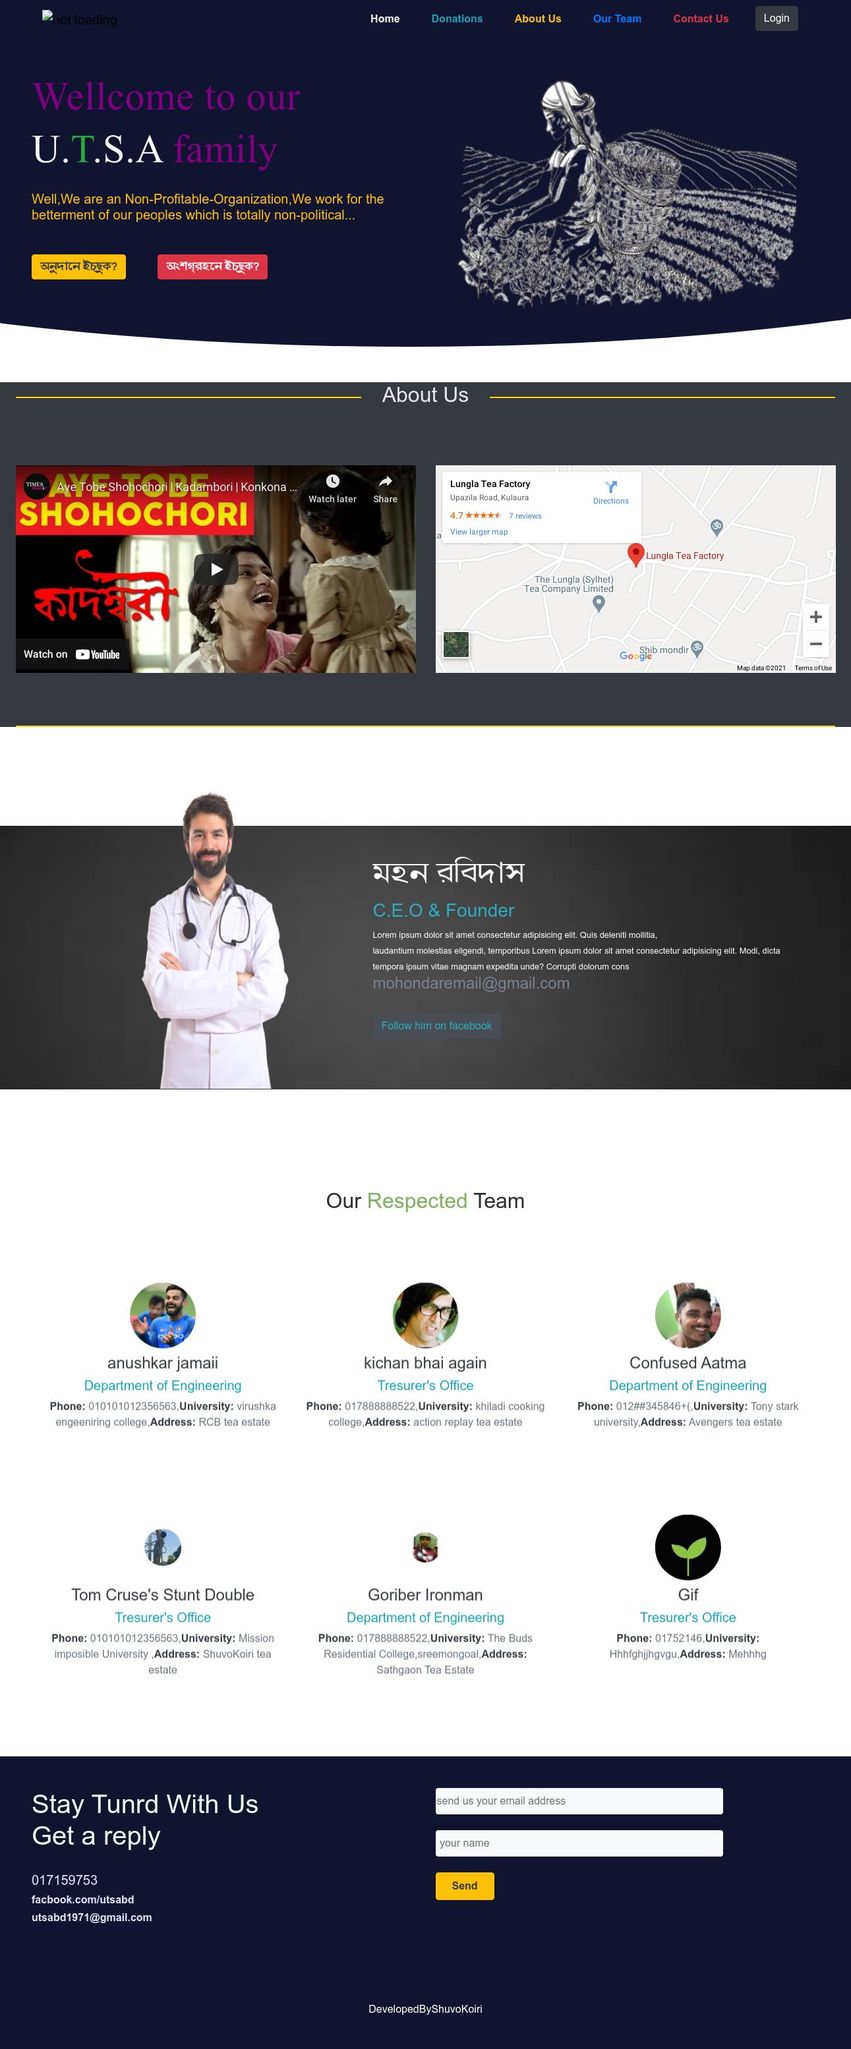 not loading
Home
Donations
About Us
Our Team
Contact Us
Login
Wellcome to our
U.T.S.A family
Well,We are an Non-Profitable-Organization,We work for the
betterment of our peoples which is totally non-political...
অনুদানে ইচ্ছুক?
অংশগ্রহনে ইচ্ছুক?
About Us
TIMES
Aye Tobe Shohochori | Kadambori | Konkona ...
Watch later
Share
AYE TOBE
SHOHOCHORI
কাদম্বরী
Watch on YouTube
Lungla Tea Factory
Upazila Road, Kulaura
4.7
7 reviews
View larger map
Directions
Lungla Tea Factory
The Lungla (Sylhet)
Tea Company Limited
Shib mondir
Google
Map data ©2021
Terms of Use
মহন রবিদাস
C.E.O & Founder
Lorem ipsum dolor sit amet consectetur adipisicing elit. Quis deleniti mollitia,
laudantium molestias eligendi, temporibus Lorem ipsum dolor sit amet consectetur adipisicing elit. Modi, dicta
tempora ipsum vitae magnam expedita unde? Corrupti dolorum cons
mohondaremail@gmail.com
Follow him on facebook
Our Respected Team
anushkar jamaii
Department of Engineering
Phone: 010101012356563,University: virushka
engeeniring college,Address: RCB tea estate
kichan bhai again
Tresurer's Office
Phone: 017888888522,University: khiladi cooking
college,Address: action replay tea estate
Confused Aatma
Department of Engineering
Phone: 012##345846+(,University: Tony stark
university,Address: Avengers tea estate
Tom Cruse's Stunt Double
Tresurer's Office
Phone: 010101012356563,University: Mission
imposible University ,Address: ShuvoKoiri tea
estate
Goriber Ironman
Department of Engineering
Phone: 017888888522,University: The Buds
Residential College,sreemongoal,Address:
Sathgaon Tea Estate
Gif
Tresurer's Office
Phone: 01752146,University:
Hhhfghjjhgvgu,Address: Mehhhg
Stay Tunrd With Us
Get a reply
017159753
facbook.com/utsabd
utsabd1971@gmail.com
send us your email address
your name
Send
DevelopedByShuvoKoiri